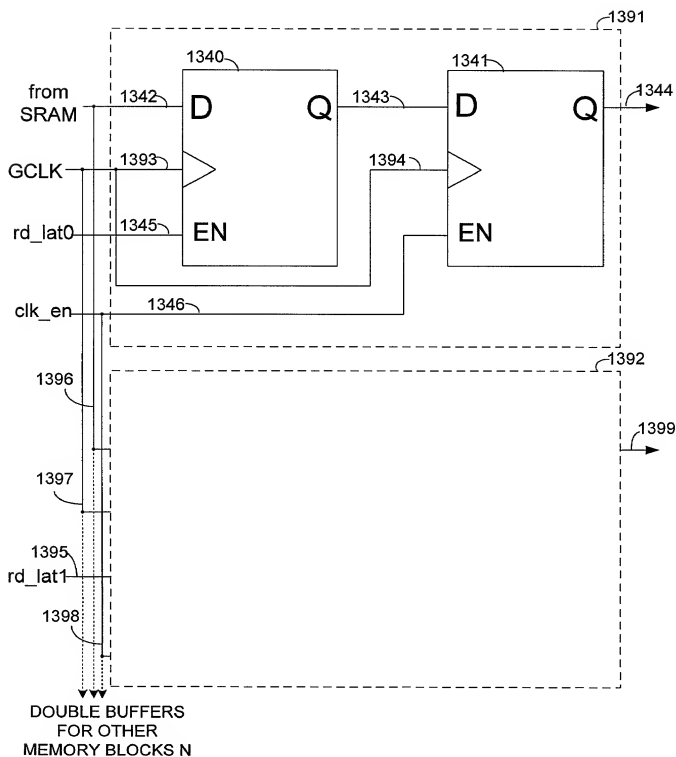 1391
1340
1341
from
SRAM
1342
D
Q
1343
D
Q
1344
GCLK
1393
1394
rd_lat0
1345
EN
EN
clk_en
1346
1392
1396
1399
1397
1395
rd_lat1
1398
DOUBLE BUFFERS
FOR OTHER
MEMORY BLOCKS N